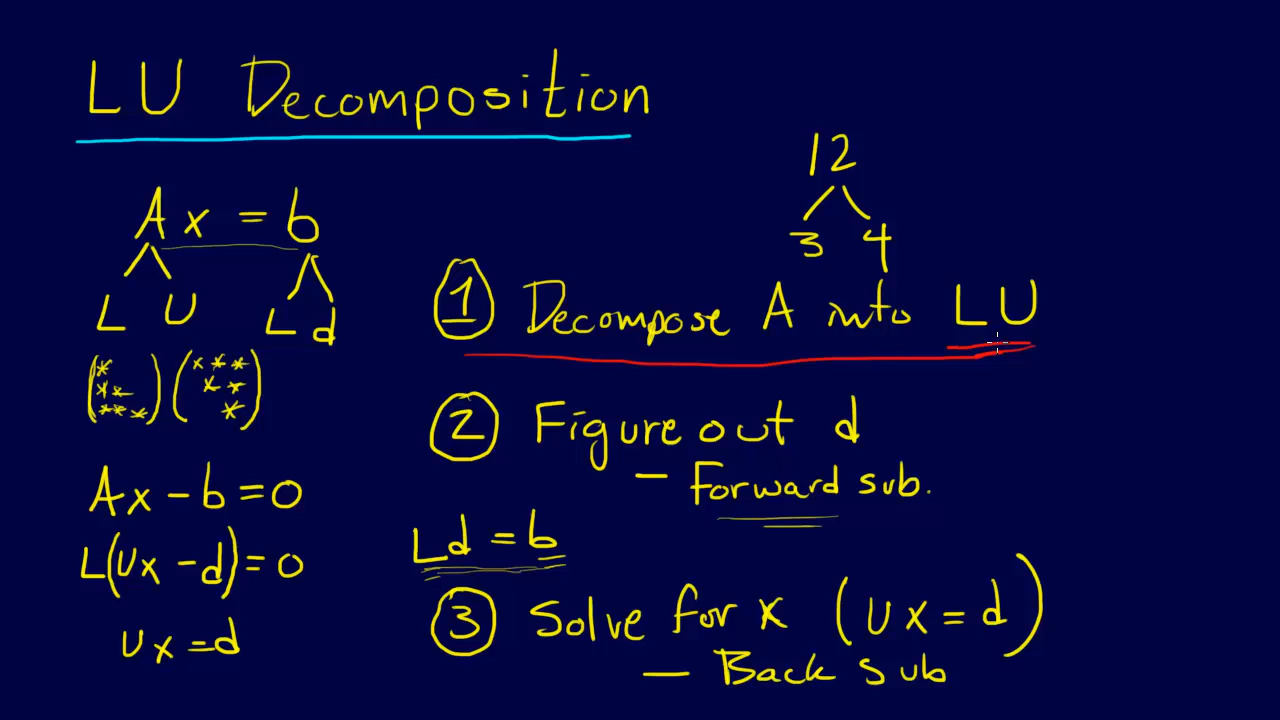 LU Decomposition
12
3 4
Ax = b
L U L d
(* ** ***) (*** ** *)
Ax - b = 0
L(Ux - d) = 0
Ux = d
① Decompose A into LU
② Figure out d
- Forward sub.
Ld = b
③ Solve for x (Ux = d)
- Back sub